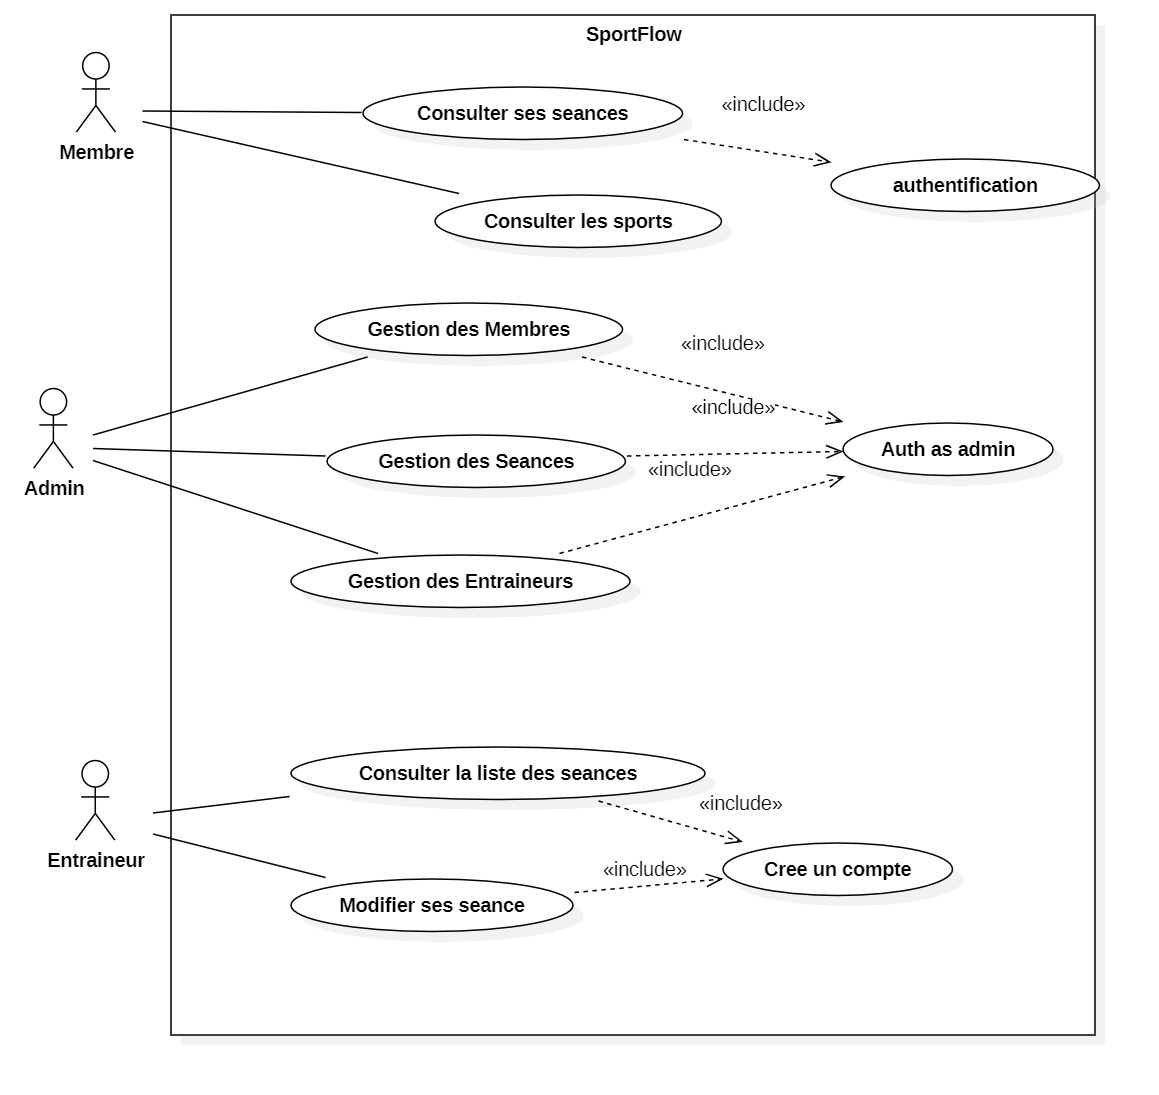 SportFlow
Membre
Consulter ses seances
«include»
authentification
Consulter les sports
Gestion des Membres
«include»
Admin
«include»
Gestion des Seances
«include»
Auth as admin
Gestion des Entraineurs
Entraineur
Consulter la liste des seances
«include»
Cree un compte
«include»
Modifier ses seance